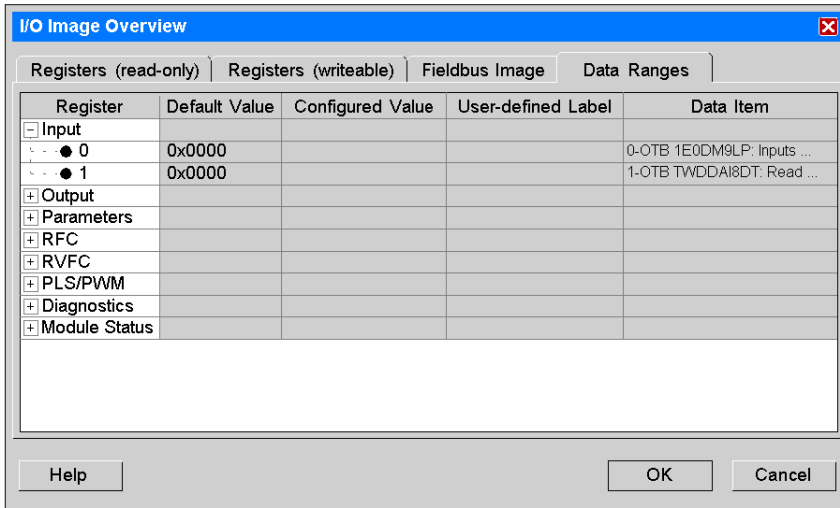 I/O Image Overview
Registers (read-only) Registers (writeable) Fieldbus Image Data Ranges
Register Default Value Configured Value User-defined Label Data Item
Input
0 0x0000 0-OTB 1E0DM9LP: Inputs ...
1 0x0000 1-OTB TWDDAI8DT: Read ...
Output
Parameters
RFC
RVFC
PLS/PWM
Diagnostics
Module Status
Help OK Cancel